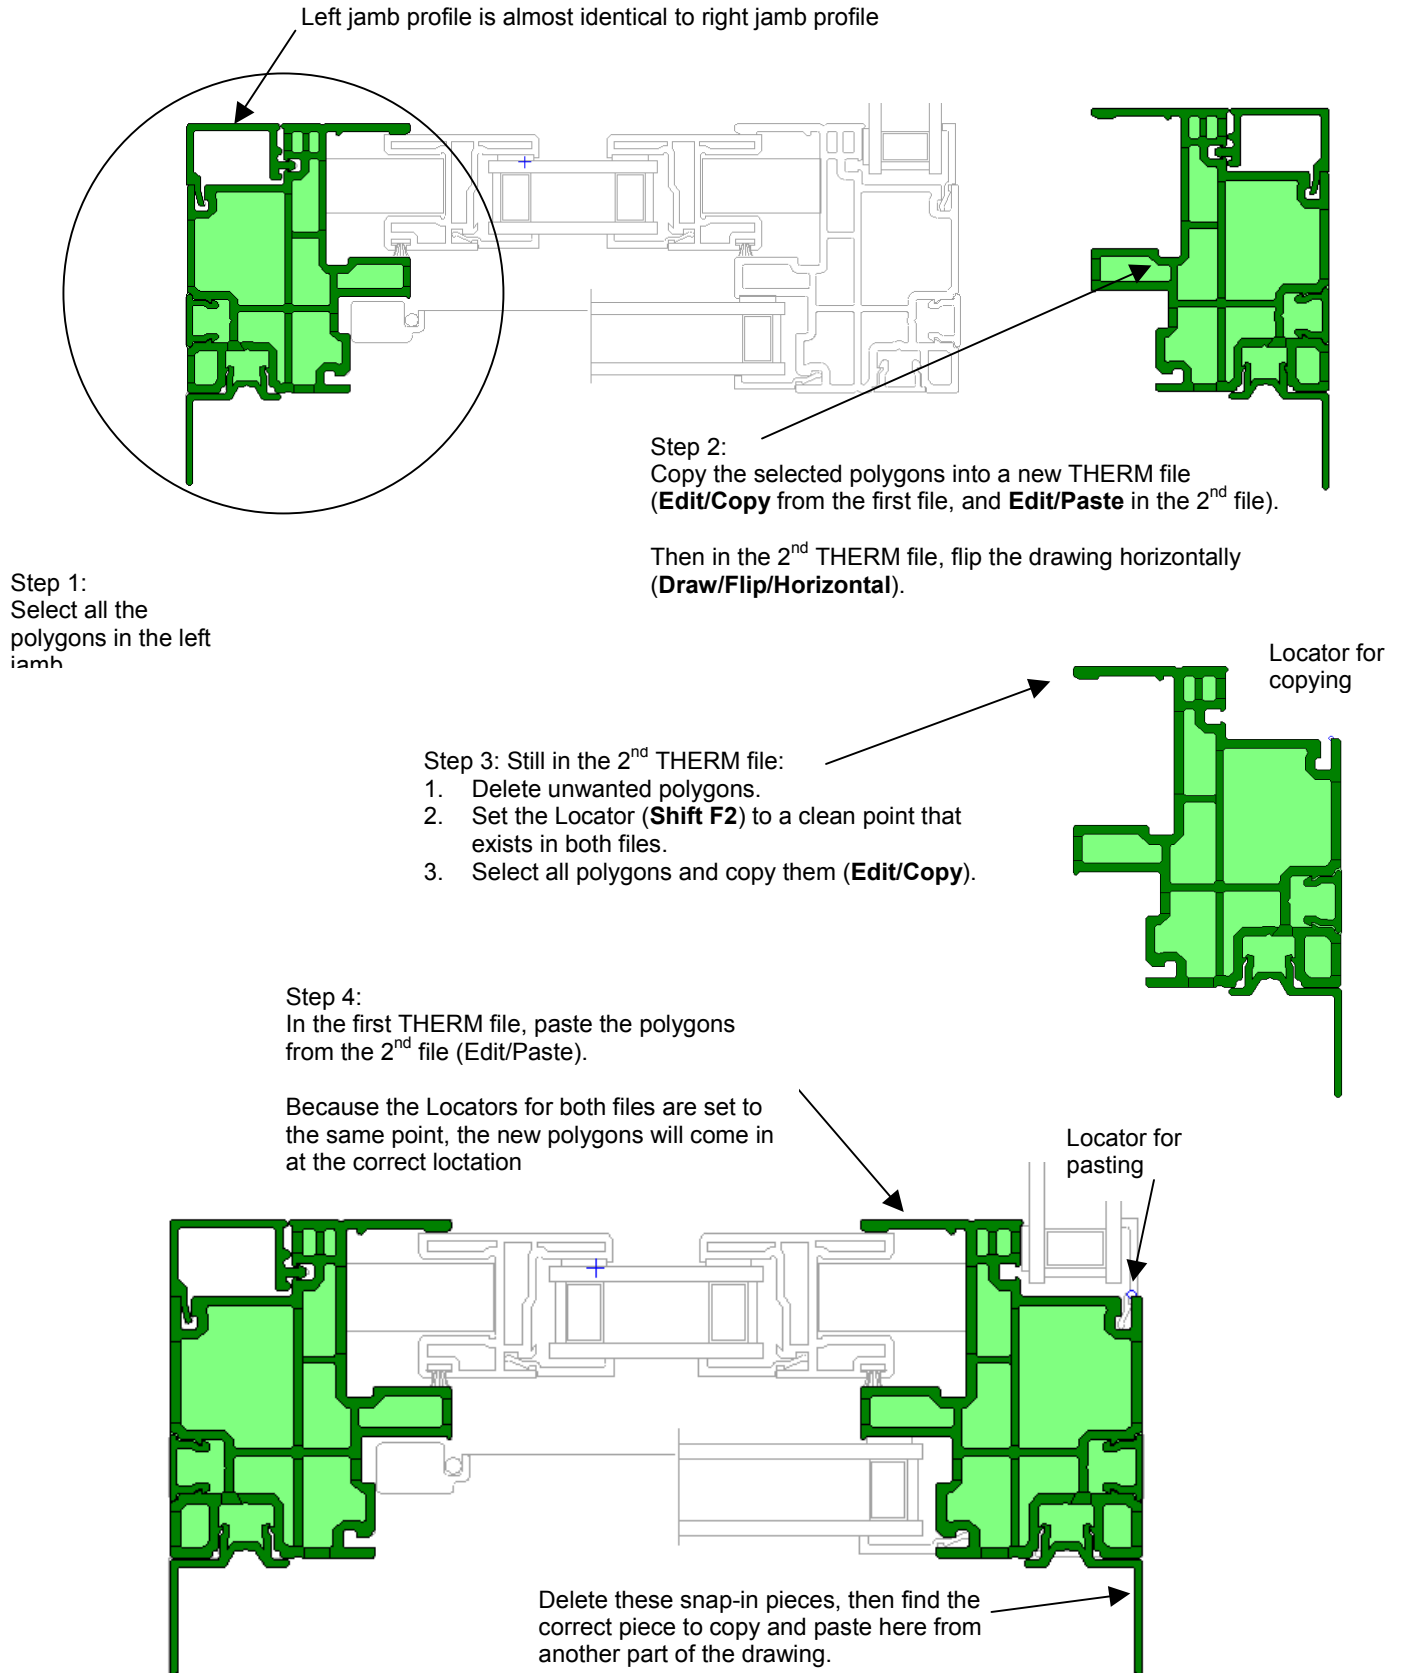 Left jamb profile is almost identical to right jamb profile
Step 2:
Copy the selected polygons into a new THERM file
(Edit/Copy from the first file, and Edit/Paste in the 2nd file).
Then in the 2nd THERM file, flip the drawing horizontally
(Draw/Flip/Horizontal).
Step 1:
Select all the
polygons in the left
jamb
Locator for
copying
Step 3: Still in the 2nd THERM file:
1. Delete unwanted polygons.
2. Set the Locator (Shift F2) to a clean point that
exists in both files.
3. Select all polygons and copy them (Edit/Copy).
Step 4:
In the first THERM file, paste the polygons
from the 2nd file (Edit/Paste).
Because the Locators for both files are set to
the same point, the new polygons will come in
at the correct loctation
Locator for
pasting
Delete these snap-in pieces, then find the
correct piece to copy and paste here from
another part of the drawing.